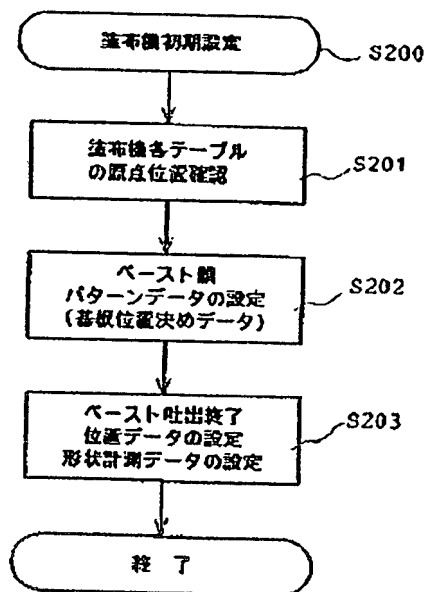 塗布機初期設定
S200
塗布機各テーブル
の原点位置確認
S201
ペースト膜
パターンデータの設定
(基板位置決めデータ)
S202
ペースト吐出終了
位置データの設定
形状計測データの設定
S203
終了